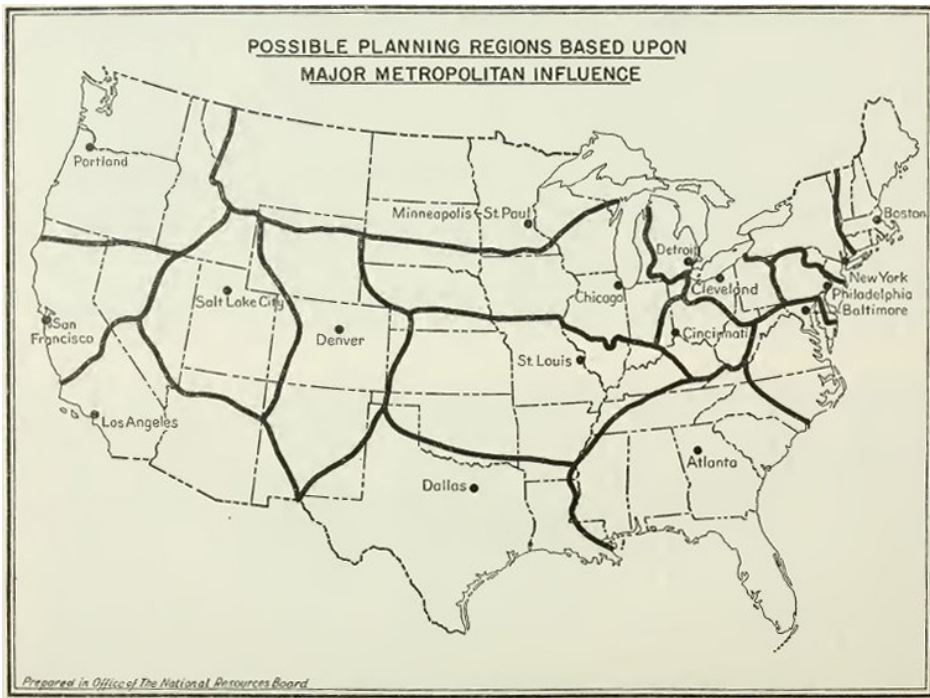 POSSIBLE PLANNING REGIONS BASED UPON
MAJOR METROPOLITAN INFLUENCE
Portland
Minneapolis-St. Paul
Boston
Detroit
New York
Salt Lake City
Chicago
Cleveland
Philadelphia
Baltimore
San
Francisco
Denver
Cincinnati
St. Louis
Los Angeles
Atlanta
Dallas
Prepared in Office of The National Resources Board